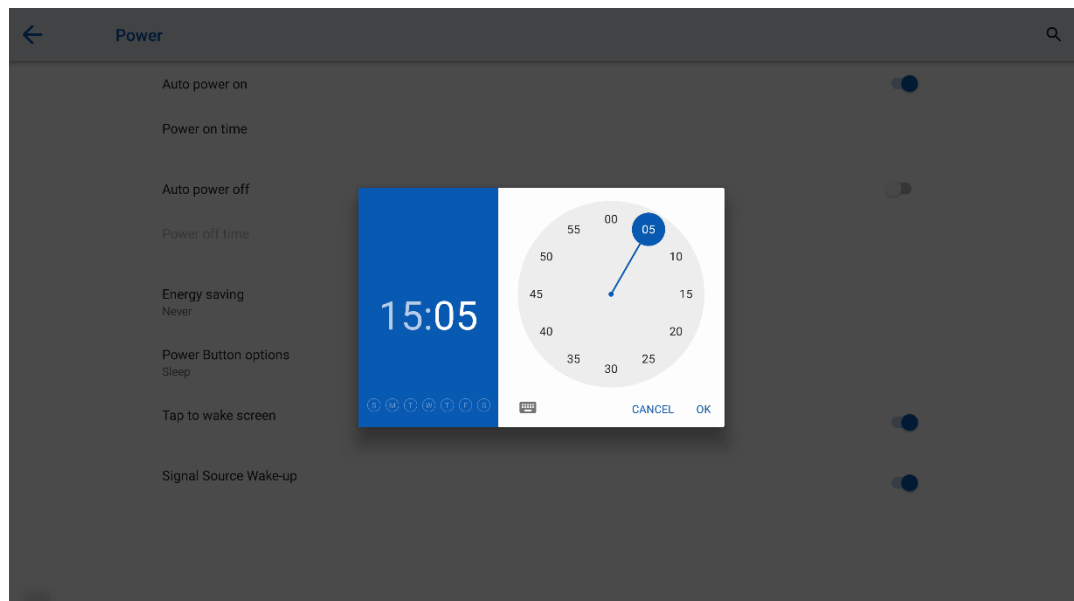 Power
Auto power on
Power on time
Auto power off
Power off time
Energy saving
Never
Power Button options
Sleep
Tap to wake screen
Signal Source Wake-up
15:05
S M T W T F S
00
05
10
15
20
25
30
35
40
45
50
55
CANCEL OK